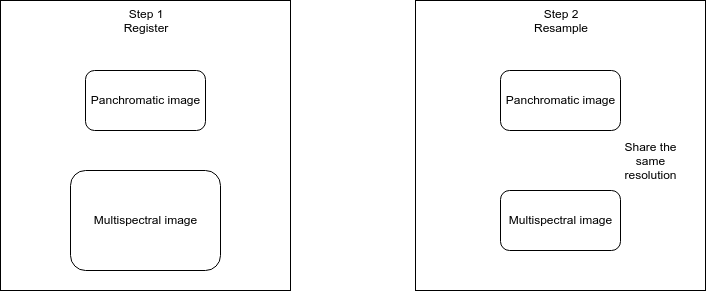 Step 1
Register
Panchromatic image
Multispectral image
Step 2
Resample
Panchromatic image
Share the
same
resolution
Multispectral image